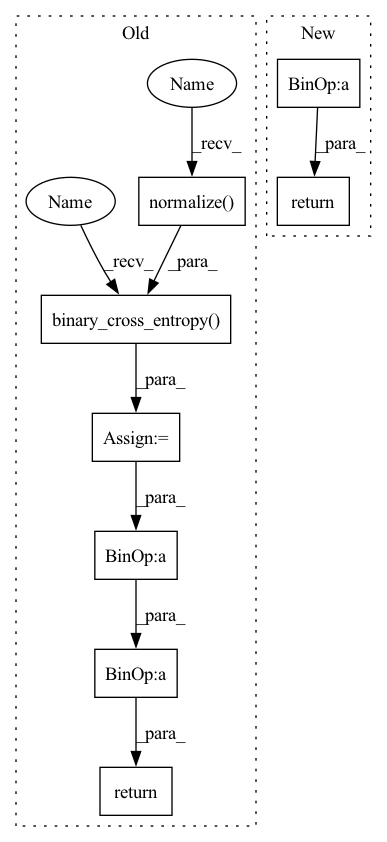 Old
New
Name
BinOp:a
_recv_
_para_
Name
normalize()
return
_recv_
_para_
binary_cross_entropy()
_para_
Assign:=
_para_
BinOp:a
_para_
BinOp:a
_para_
return